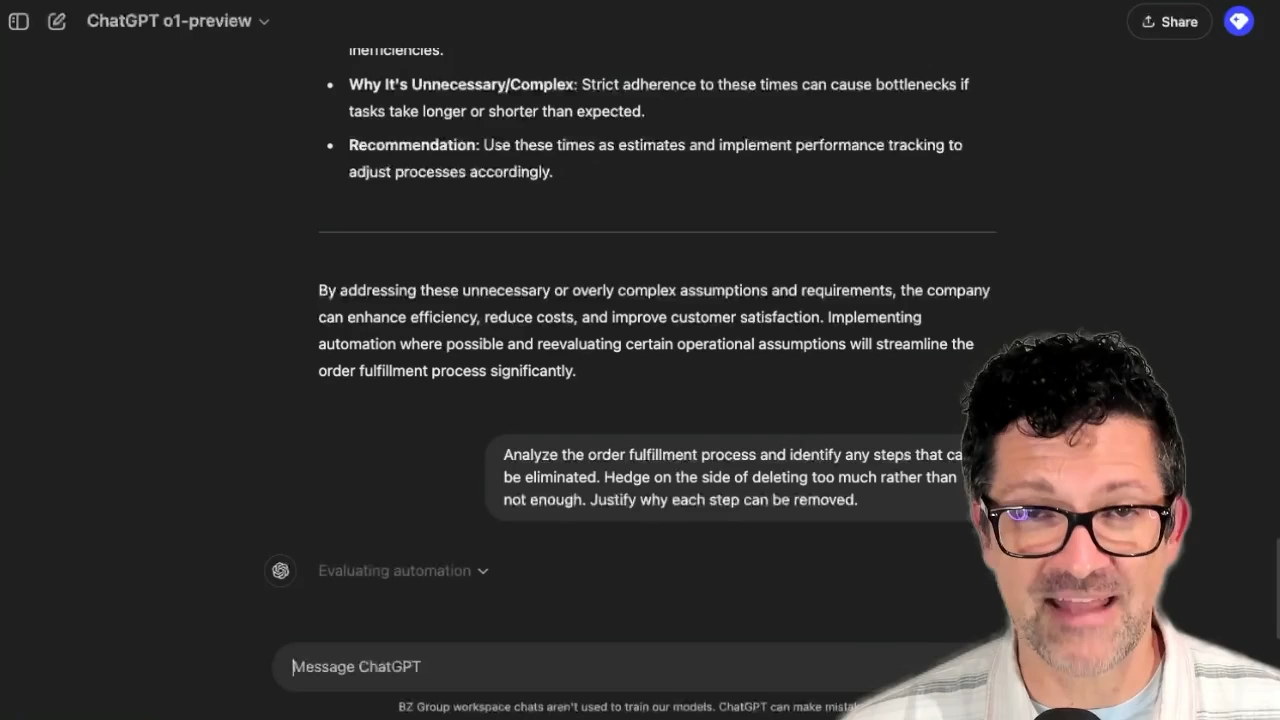 ChatGPT o1-preview
Share
inefficiencies.
• Why It's Unnecessary/Complex: Strict adherence to these times can cause bottlenecks if
tasks take longer or shorter than expected.
• Recommendation: Use these times as estimates and implement performance tracking to
adjust processes accordingly.
By addressing these unnecessary or overly complex assumptions and requirements, the company
can enhance efficiency, reduce costs, and improve customer satisfaction. Implementing
automation where possible and reevaluating certain operational assumptions will streamline the
order fulfillment process significantly.
Analyze the order fulfillment process and identify any steps that
be eliminated. Hedge on the side of deleting too much rather than
not enough. Justify why each step can be removed.
Evaluating automation
Message ChatGPT
BZ Group workspace chats aren't used to train our models. ChatGPT can make